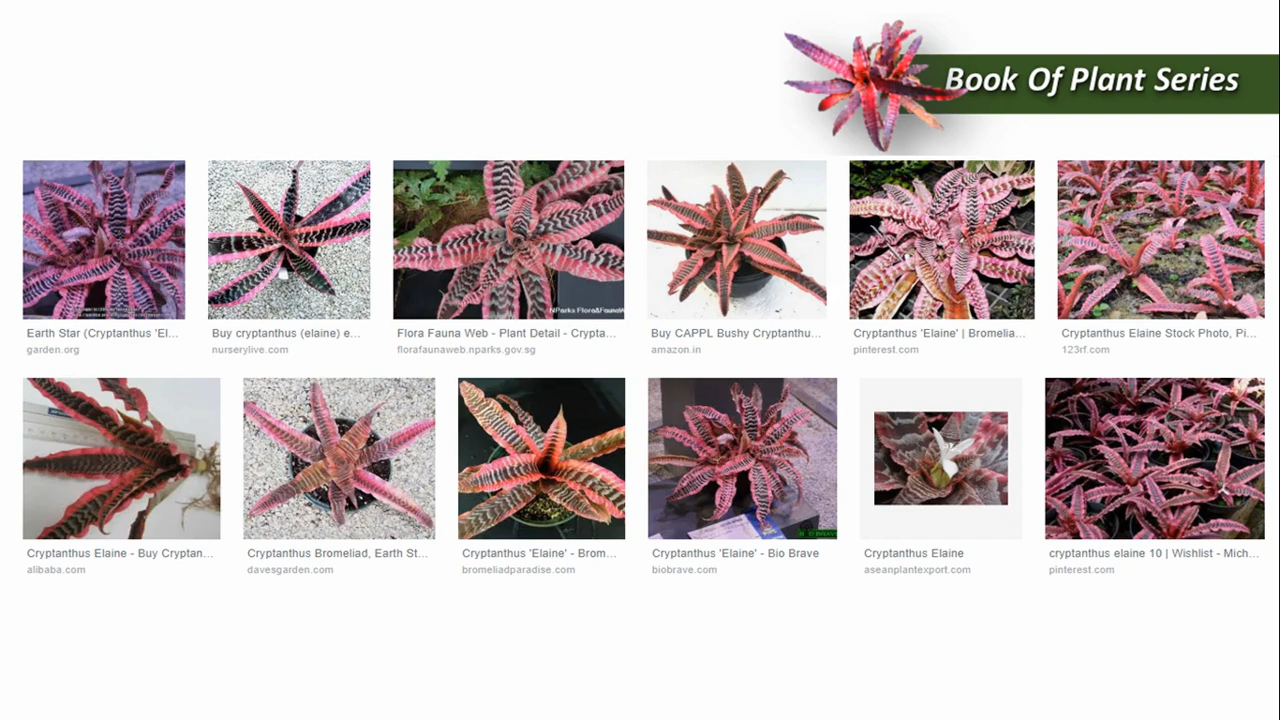 Book Of Plant Series
Earth Star (Cryptanthus 'El...
garden.org
Buy cryptanthus (elaine) e...
nurserylive.com
NParks Flora&FaunaW
Flora Fauna Web - Plant Detail - Crypta...
florafaunaweb.nparks.gov.sg
Buy CAPPL Bushy Cryptanthu...
amazon.in
Cryptanthus 'Elaine' | Bromelia...
pinterest.com
Cryptanthus Elaine Stock Photo, Pi...
123rf.com
Cryptanthus Elaine - Buy Cryptan...
alibaba.com
Cryptanthus Bromeliad, Earth St...
davesgarden.com
Cryptanthus 'Elaine' - Brom...
bromeliadparadise.com
Cryptanthus 'Elaine' - Bio Brave
biobrave.com
Cryptanthus Elaine
aseanplantexport.com
cryptanthus elaine 10 | Wishlist - Mich...
pinterest.com